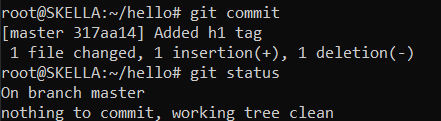 root@SKELLA:~/hello# git commit
[master 317aa14] Added h1 tag
 1 file changed, 1 insertion(+), 1 deletion(-)
root@SKELLA:~/hello# git status
On branch master
nothing to commit, working tree clean